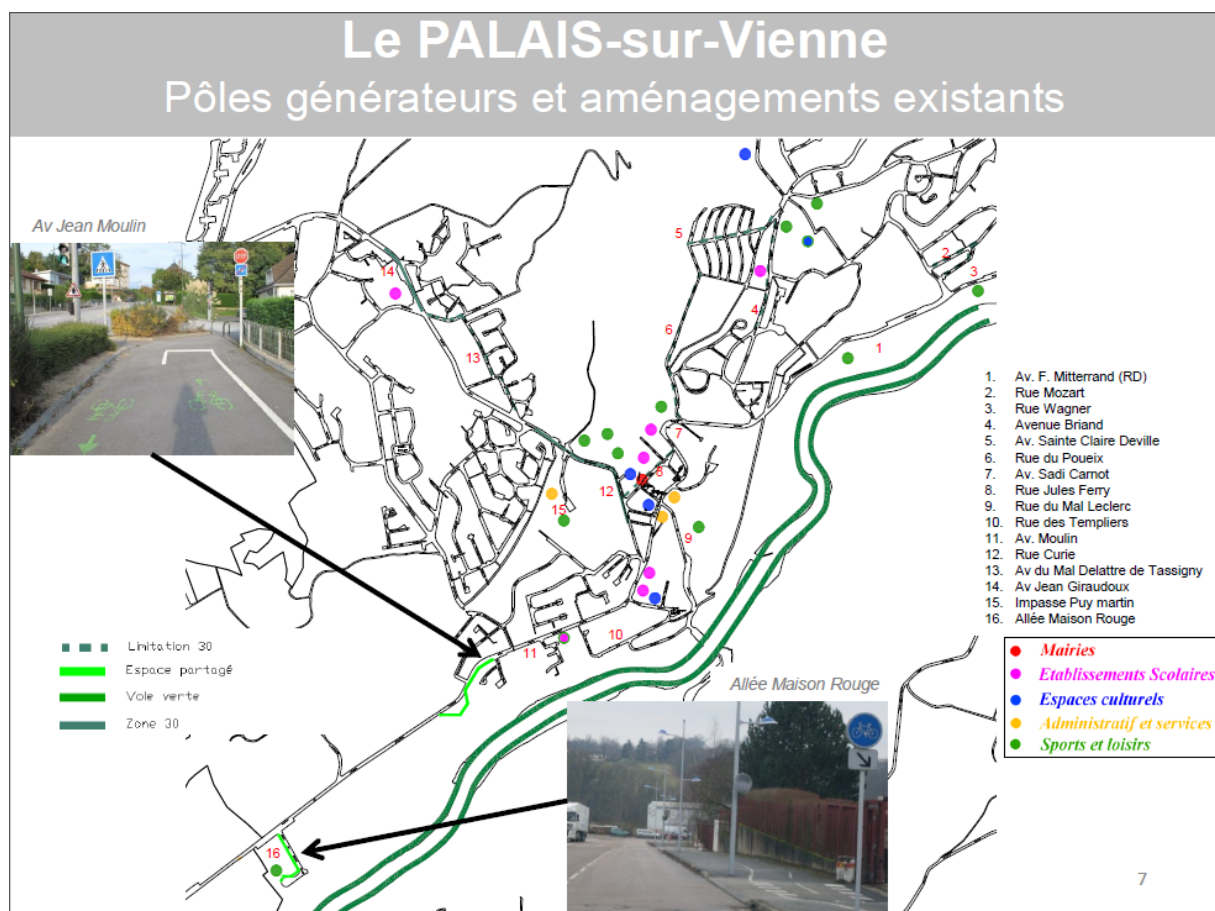 Le PALAIS-sur-Vienne
Pôles générateurs et aménagements existants
Av Jean Moulin
STOP
14
13
5
6
4
2
3
1
7
8
12
15
9
10
11
16
1. Av. F. Mitterrand (RD)
2. Rue Mozart
3. Rue Wagner
4. Avenue Briand
5. Av. Sainte Claire Deville
6. Rue du Poueix
7. Av. Sadi Carnot
8. Rue Jules Ferry
9. Rue du Mal Leclerc
10. Rue des Templiers
11. Av. Moulin
12. Rue Curie
13. Av du Mal Delattre de Tassigny
14. Av Jean Giraudoux
15. Impasse Puy martin
16. Allée Maison Rouge
Limitation 30
Espace partagé
Voie verte
Zone 30
Mairies
Etablissements Scolaires
Espaces culturels
Administratif et services
Sports et loisirs
Allée Maison Rouge
7